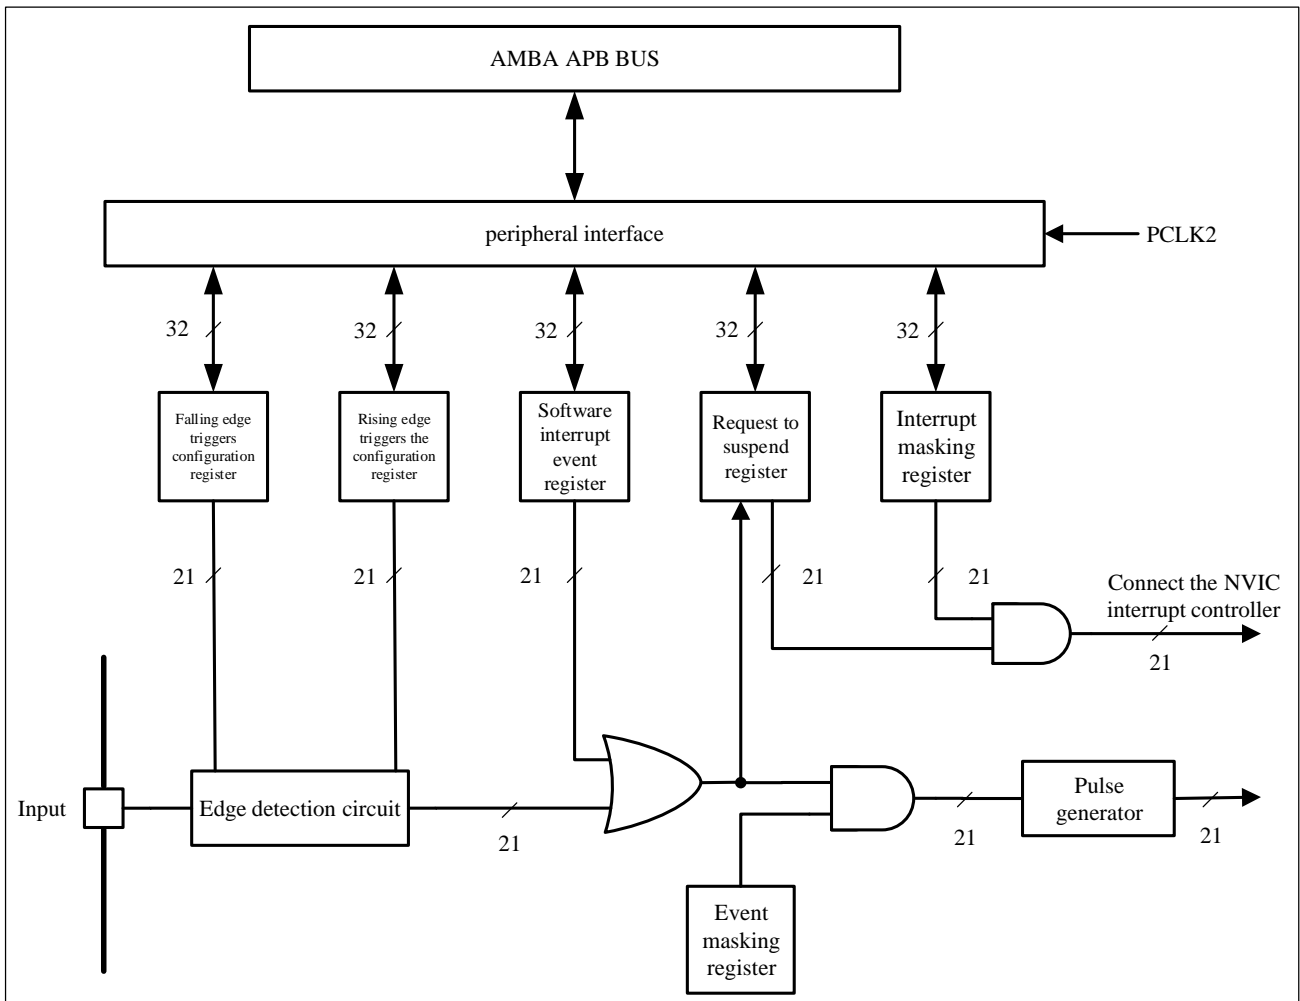 AMBA APB BUS
peripheral interface
PCLK2
32
32
32
32
32
Falling edge
triggers
configuration
register
Rising edge
triggers the
configuration
register
Software
interrupt
event
register
Request to
suspend
register
Interrupt
masking
register
21
21
21
21
21
Connect the NVIC
interrupt controller
21
Input
Edge detection circuit
21
21
Pulse
generator
21
Event
masking
register